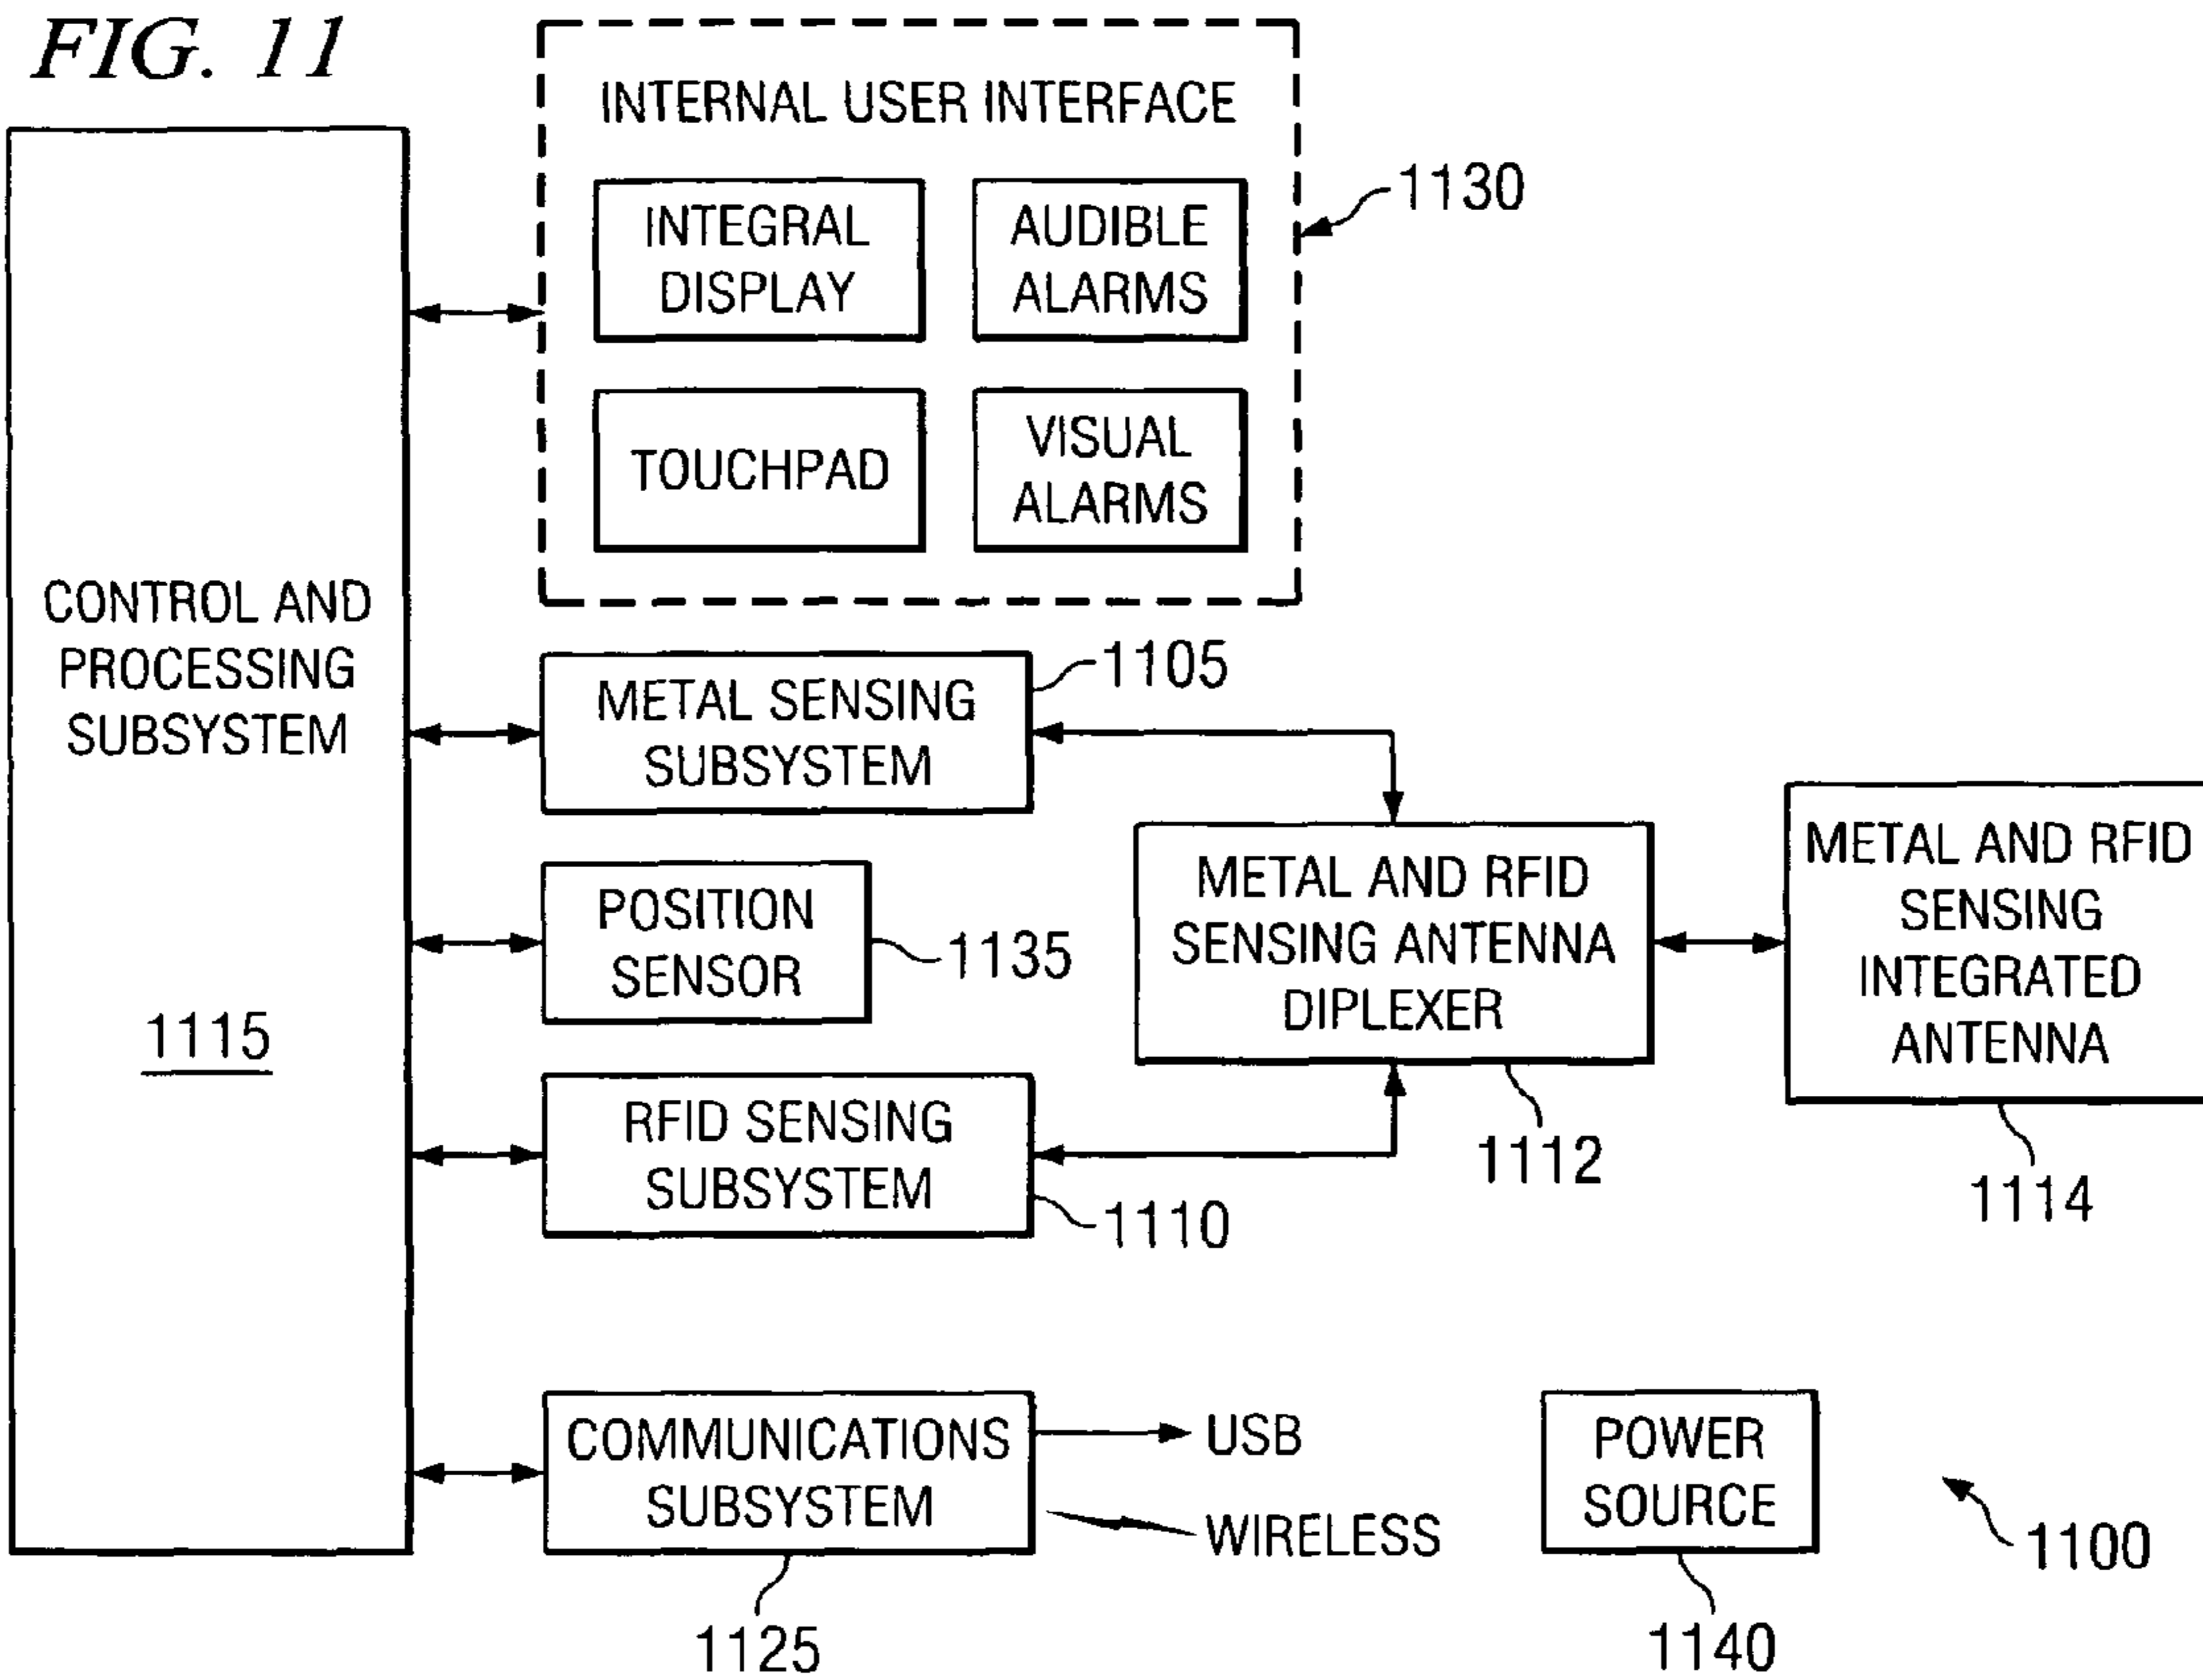 FIG. 11
INTERNAL USER INTERFACE
INTEGRAL
DISPLAY
AUDIBLE
ALARMS
1130
TOUCHPAD
VISUAL
ALARMS
CONTROL AND
PROCESSING
SUBSYSTEM
1115
METAL SENSING
SUBSYSTEM
1105
POSITION
SENSOR
1135
METAL AND RFID
SENSING ANTENNA
DIPLEXER
1112
METAL AND RFID
SENSING
INTEGRATED
ANTENNA
1114
RFID SENSING
SUBSYSTEM
1110
COMMUNICATIONS
SUBSYSTEM
1125
USB
WIRELESS
POWER
SOURCE
1140
1100